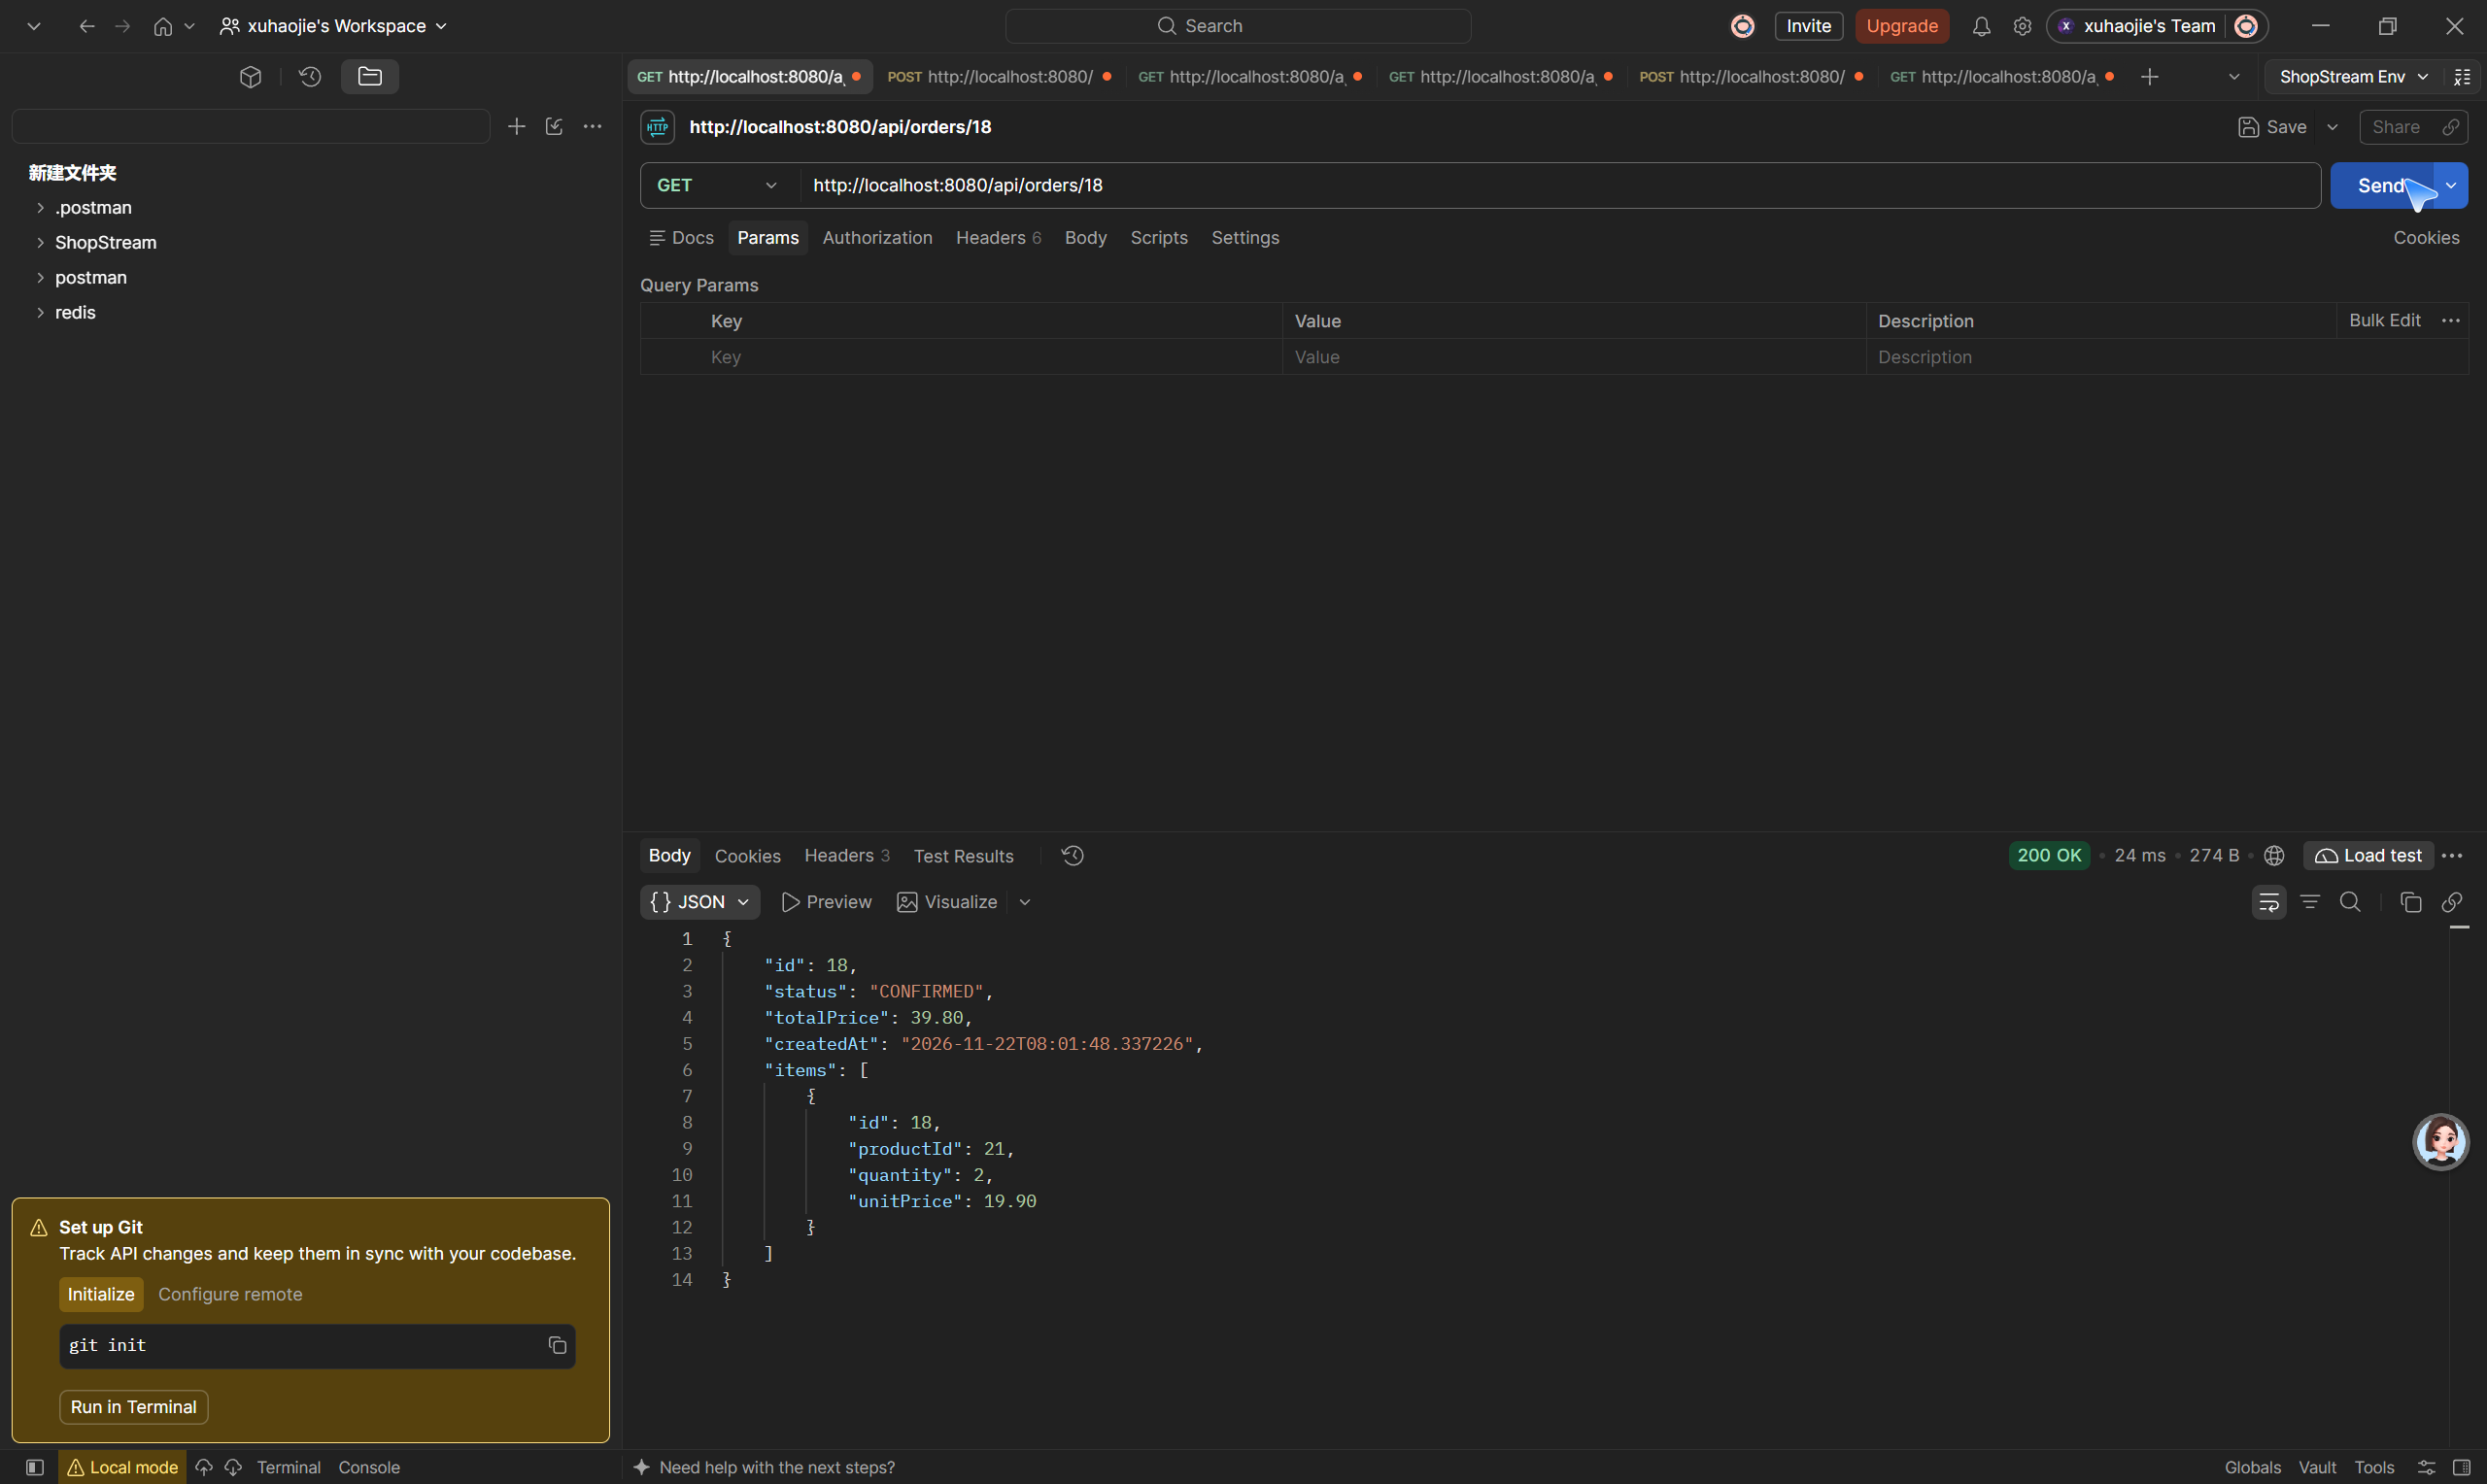 xuhaojie's Workspace
Search
Invite
Upgrade
x
xuhaojie's Team
GET http://localhost:8080/a
POST http://localhost:8080/
GET http://localhost:8080/a
GET http://localhost:8080/a
POST http://localhost:8080/
GET http://localhost:8080/a
ShopStream Env
新建文件夹
.postman
ShopStream
postman
redis
HTTP http://localhost:8080/api/orders/18
Save
Share
GET http://localhost:8080/api/orders/18
Send
Docs Params Authorization Headers 6 Body Scripts Settings
Cookies
Query Params
Key Value Description Bulk Edit
Key Value Description
Body Cookies Headers 3 Test Results
200 OK • 24 ms • 274 B •
Load test
{ } JSON Preview Visualize
1 {
2 "id": 18,
3 "status": "CONFIRMED",
4 "totalPrice": 39.80,
5 "createdAt": "2026-11-22T08:01:48.337226",
6 "items": [
7 {
8 "id": 18,
9 "productId": 21,
10 "quantity": 2,
11 "unitPrice": 19.90
12 }
13 ]
14 }
Set up Git
Track API changes and keep them in sync with your codebase.
Initialize Configure remote
git init
Run in Terminal
Local mode Terminal Console
Need help with the next steps?
Globals Vault Tools